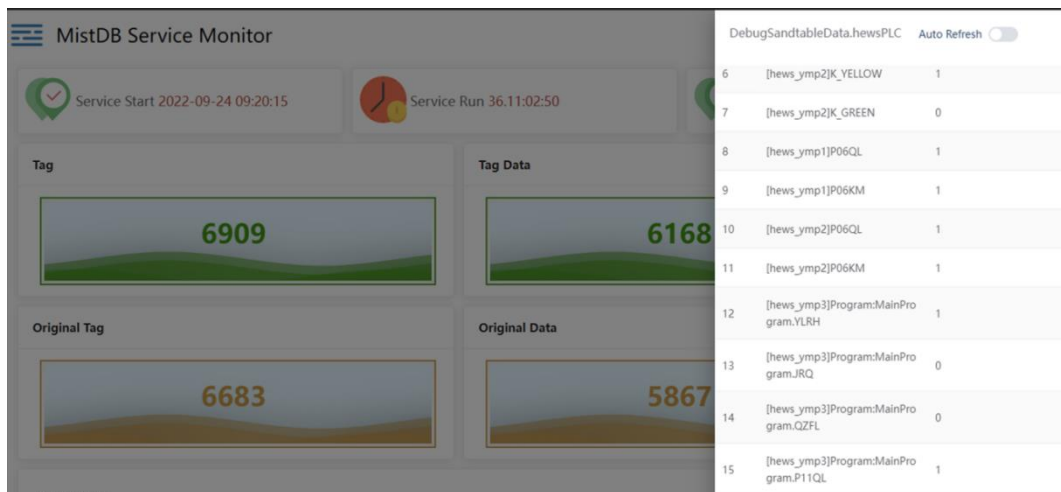 MistDB Service Monitor
Service Start 2022-09-24 09:20:15
Service Run 36.11:02:50
Tag
6909
Tag Data
6168
Original Tag
6683
Original Data
5867
DebugSandtableData.hewsPLC Auto Refresh
6 [hews_ymp2]K_YELLOW 1
7 [hews_ymp2]K_GREEN 0
8 [hews_ymp1]P06QL 1
9 [hews_ymp1]P06KM 1
10 [hews_ymp2]P06QL 1
11 [hews_ymp2]P06KM 1
12 [hews_ymp3]Program:MainPro
gram.YLRH 1
13 [hews_ymp3]Program:MainPro
gram.JRQ 0
14 [hews_ymp3]Program:MainPro
gram.QZFL 0
15 [hews_ymp3]Program:MainPro
gram.P11QL 1